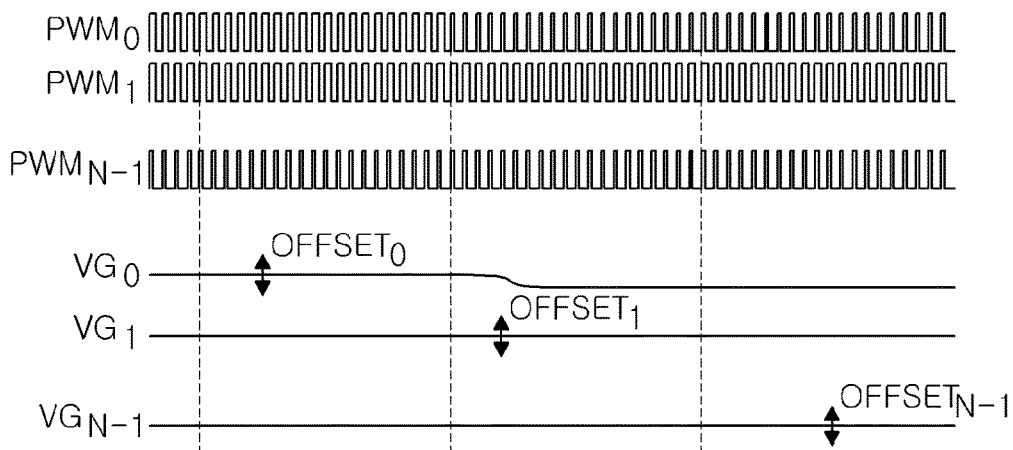 PWM0
PWM1
PWMN-1
VG0 OFFSET0
VG1 OFFSET1
VGN-1 OFFSETN-1